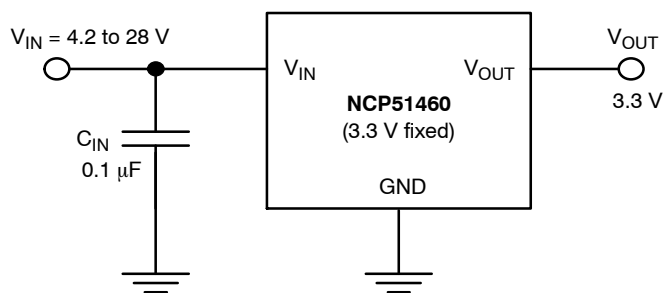 V_IN = 4.2 to 28 V
V_OUT
V_IN
V_OUT
3.3 V
NCP51460
(3.3 V fixed)
C_IN
0.1 µF
GND